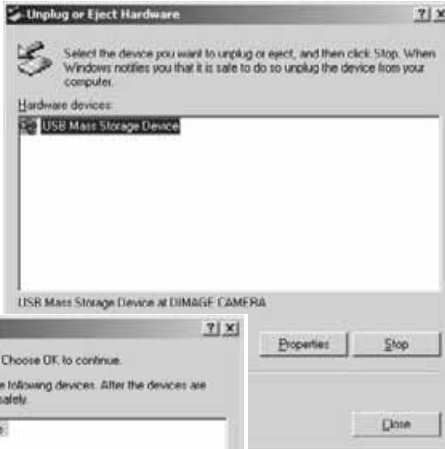 Unplug or Eject Hardware
Select the device you want to unplug or eject, and then click Stop. When
Windows notifies you that it is safe to do so unplug the device from your
computer.
Hardware devices:
USB Mass Storage Device
USB Mass Storage Device at DIMAGE CAMERA
Properties
Stop
Close
Choose OK to continue.
following devices. After the devices are
safely.